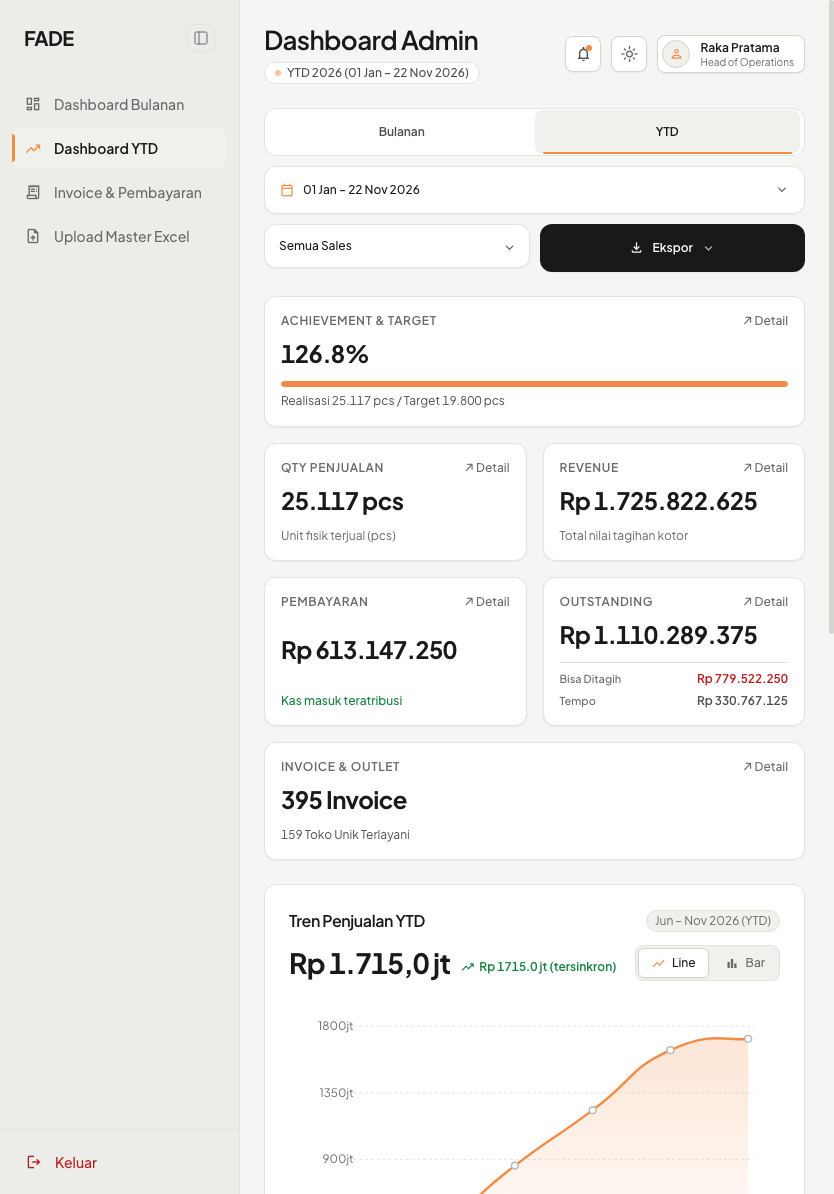 FADE
Dashboard Bulanan
Dashboard YTD
Invoice & Pembayaran
Upload Master Excel
Keluar
Dashboard Admin
YTD 2026 (01 Jan – 22 Nov 2026)
Raka Pratama
Head of Operations
Bulanan
YTD
01 Jan – 22 Nov 2026
Semua Sales
Ekspor
ACHIEVEMENT & TARGET
Detail
126.8%
Realisasi 25.117 pcs / Target 19.800 pcs
QTY PENJUALAN
Detail
25.117 pcs
Unit fisik terjual (pcs)
REVENUE
Detail
Rp 1.725.822.625
Total nilai tagihan kotor
PEMBAYARAN
Detail
Rp 613.147.250
Kas masuk teratribusi
OUTSTANDING
Detail
Rp 1.110.289.375
Bisa Ditagih Rp 779.522.250
Tempo Rp 330.767.125
INVOICE & OUTLET
Detail
395 Invoice
159 Toko Unik Terlayani
Tren Penjualan YTD
Jun – Nov 2026 (YTD)
Rp 1.715,0 jt
Rp 1715.0 jt (tersinkron)
Line
Bar
1800jt
1350jt
900jt